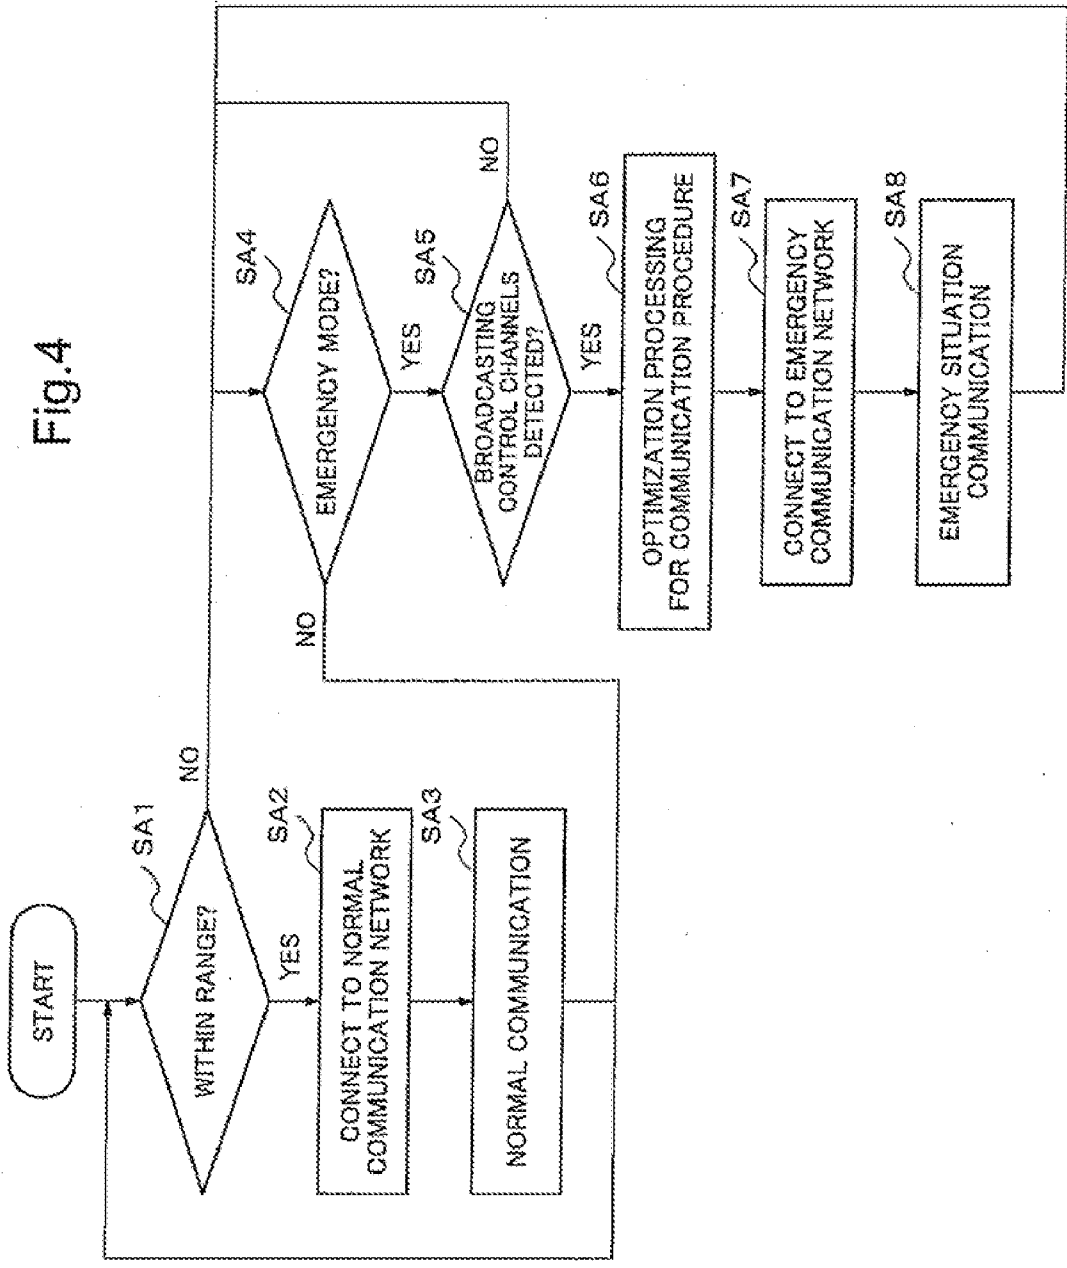 Fig.4
START
SA1
WITHIN RANGE?
NO
YES
SA2
CONNECT TO NORMAL
COMMUNICATION NETWORK
SA3
NORMAL COMMUNICATION
SA4
EMERGENCY MODE?
NO
YES
SA5
BROADCASTING
CONTROL CHANNELS
DETECTED?
NO
YES
SA6
OPTIMIZATION PROCESSING
FOR COMMUNICATION PROCEDURE
SA7
CONNECT TO EMERGENCY
COMMUNICATION NETWORK
SA8
EMERGENCY SITUATION
COMMUNICATION